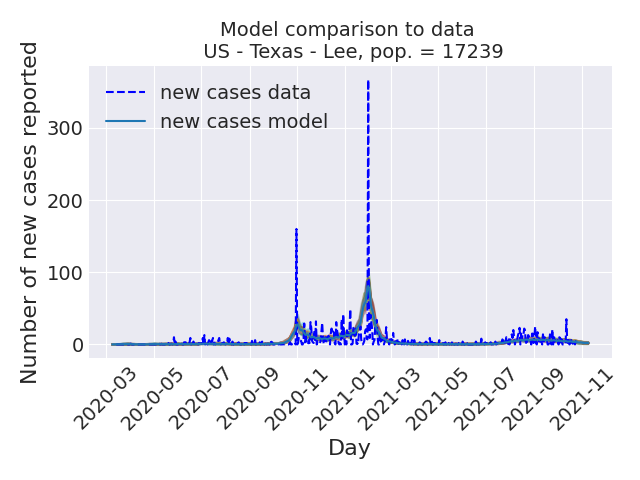 Model comparison to data
US - Texas - Lee, pop. = 17239
Number of new cases reported
new cases data
new cases model
300
200
100
0
2020-03
2020-05
2020-07
2020-09
2020-11
2021-01
2021-03
2021-05
2021-07
2021-09
2021-11
Day